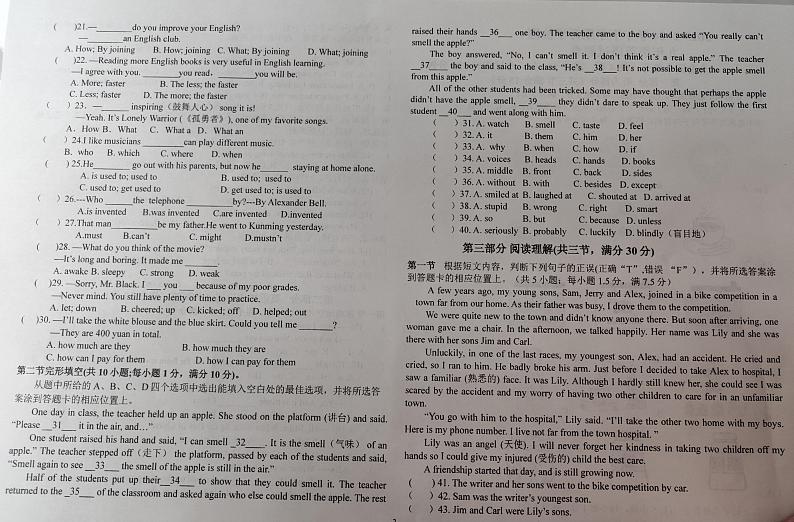 (    )21.—_______do you improve your English?
—_______an English club.
A. How; By joining    B. How; joining    C. What; By joining    D. What; joining
(    )22. —Reading more English books is very useful in English learning.
—I agree with you. _______you read, _______you will be.
A. More; faster    B. The less; the faster
C. Less; faster    D. The more; the faster
(    )23. —_______ inspiring（鼓舞人心）song it is!
—Yeah. It's Lonely Warrior (《孤勇者》), one of my favorite songs.
A. How B. What    C. What a    D. What an
(    )24.I like musicians _______can play different music.
B. who    B. which    C. where    D. when
(    )25.He_______ go out with his parents, but now he_______ staying at home alone.
A. is used to; used to    B. used to; used to
C. used to; get used to    D. get used to; is used to
(    )26.---Who_______the telephone _______by?---By Alexander Bell.
A.is invented    B.was invented    C.are invented    D.invented
(    )27.That man_______be my father.He went to Kunming yesterday.
A.must    B.can't    C. might    D.mustn't
(    )28. —What do you think of the movie?
—It's long and boring. It made me _______.
A. awake B. sleepy    C. strong    D. weak
(    )29. —Sorry, Mr. Black. I ___ you ___ because of my poor grades.
—Never mind. You still have plenty of time to practice.
A. let; down    B. cheered; up    C. kicked; off    D. helped; out
(    )30. —I'll take the white blouse and the blue skirt. Could you tell me _______?
—They are 400 yuan in total.
A. how much are they    B. how much they are
C. how can I pay for them    D. how I can pay for them
第二节完形填空(共 10 小题;每小题 1 分，满分 10 分)。
从题中所给的 A、B、C、D 四个选项中选出能填入空白处的最佳选项，并将所选答
案涂到答题卡的相应位置上。
One day in class, the teacher held up an apple. She stood on the platform (讲台) and said.
“Please __31___ it in the air, and…”
One student raised his hand and said, “I can smell _32____. It is the smell（气味） of an
apple.” The teacher stepped off（走下） the platform, passed by each of the students and said,
“Smell again to see __33___ the smell of the apple is still in the air.”
Half of the students put up their__34___ to show that they could smell it. The teacher
returned to the _35___ of the classroom and asked again who else could smell the apple. The rest
raised their hands __36___ one boy. The teacher came to the boy and asked “You really can't
smell the apple?”
The boy answered, “No, I can't smell it. I don't think it's a real apple.” The teacher
__37____ the boy and said to the class, “He's __38___! It's not possible to get the apple smell
from this apple.”
All of the other students had been tricked. Some may have thought that perhaps the apple
didn't have the apple smell, __39____ they didn't dare to speak up. They just follow the first
student __40____ and went along with him.
(    )31. A. watch    B. smell    C. taste    D. feel
(    )32. A. it    B. them    C. him    D. her
(    )33. A. why    B. when    C. how    D. if
(    )34. A. voices    B. heads    C. hands    D. books
(    )35. A. middle    B. front    C. back    D. sides
(    )36. A. without    B. with    C. besides    D. except
(    )37. A. smiled at B. laughed at    C. shouted at    D. arrived at
(    )38. A. stupid    B. wrong    C. right    D. smart
(    )39. A. so    B. but    C. because    D. unless
(    )40. A. seriously B. probably    C. luckily    D. blindly（盲目地）
第三部分 阅读理解(共三节，满分 30 分)
第一节   根据短文内容，判断下列句子的正误(正确“T”,错误 “F”)，并将所选答案涂
到答题卡的相应位置上。（共 5 小题；每小题 1.5 分，满 7.5 分）
A few years ago, my young sons, Sam, Jerry and Alex, joined in a bike competition in a
town far from our home. As their father was busy, I drove them to the competition.
We were quite new to the town and didn't know anyone there. But soon after arriving, one
woman gave me a chair. In the afternoon, we talked happily. Her name was Lily and she was
there with her sons Jim and Carl.
Unluckily, in one of the last races, my youngest son, Alex, had an accident. He cried and
cried, so I ran to him. He badly broke his arm. Just before I decided to take Alex to hospital, I
saw a familiar (熟悉的) face. It was Lily. Although I hardly still knew her, she could see I was
scared by the accident and my worry of having two other children to care for in an unfamiliar
town.
“You go with him to the hospital,” Lily said. “I'll take the other two home with my boys.
Here is my phone number. I live not far from the town hospital. ”
Lily was an angel (天使). I will never forget her kindness in taking two children off my
hands so I could give my injured (受伤的) child the best care.
A friendship started that day, and is still growing now.
(    )41. The writer and her sons went to the bike competition by car.
(    )42. Sam was the writer's youngest son.
(    )43. Jim and Carl were Lily's sons.